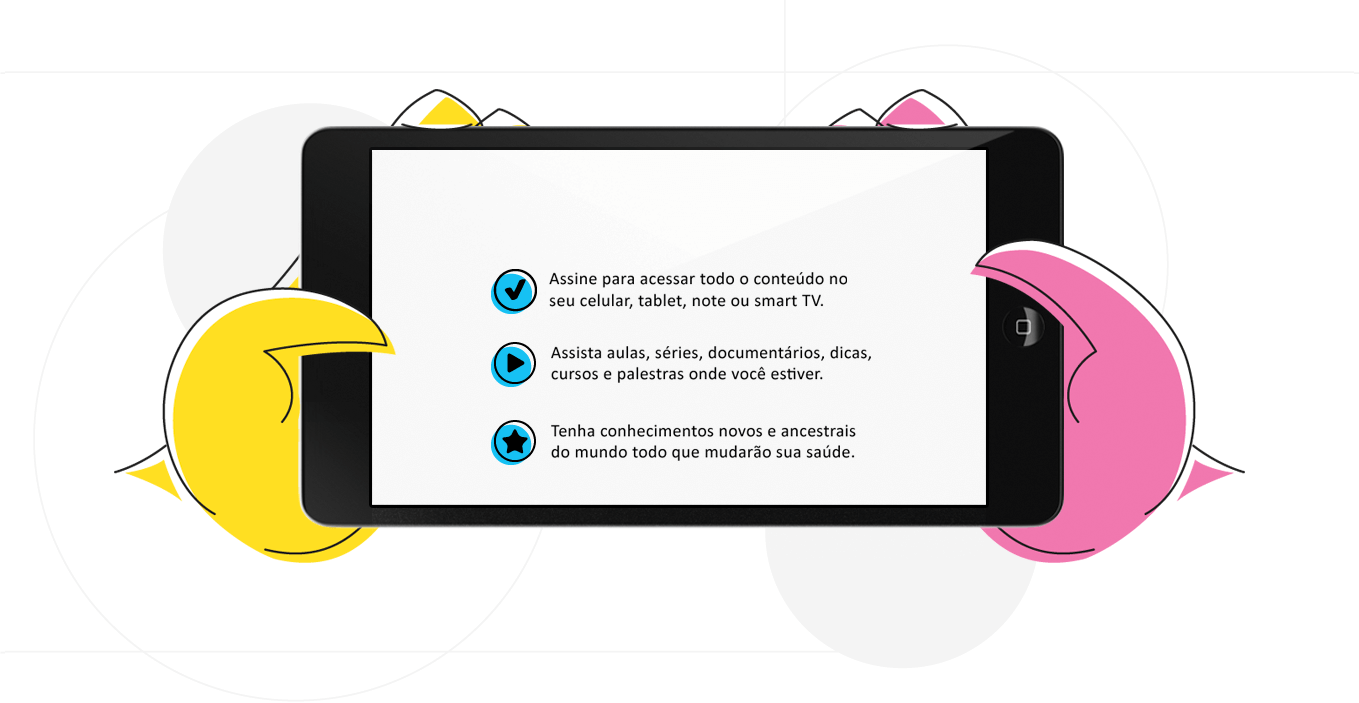 Assine para acessar todo o conteúdo no
seu celular, tablet, note ou smart TV.
Assista aulas, séries, documentários, dicas,
cursos e palestras onde você estiver.
Tenha conhecimentos novos e ancestrais
do mundo todo que mudarão sua saúde.